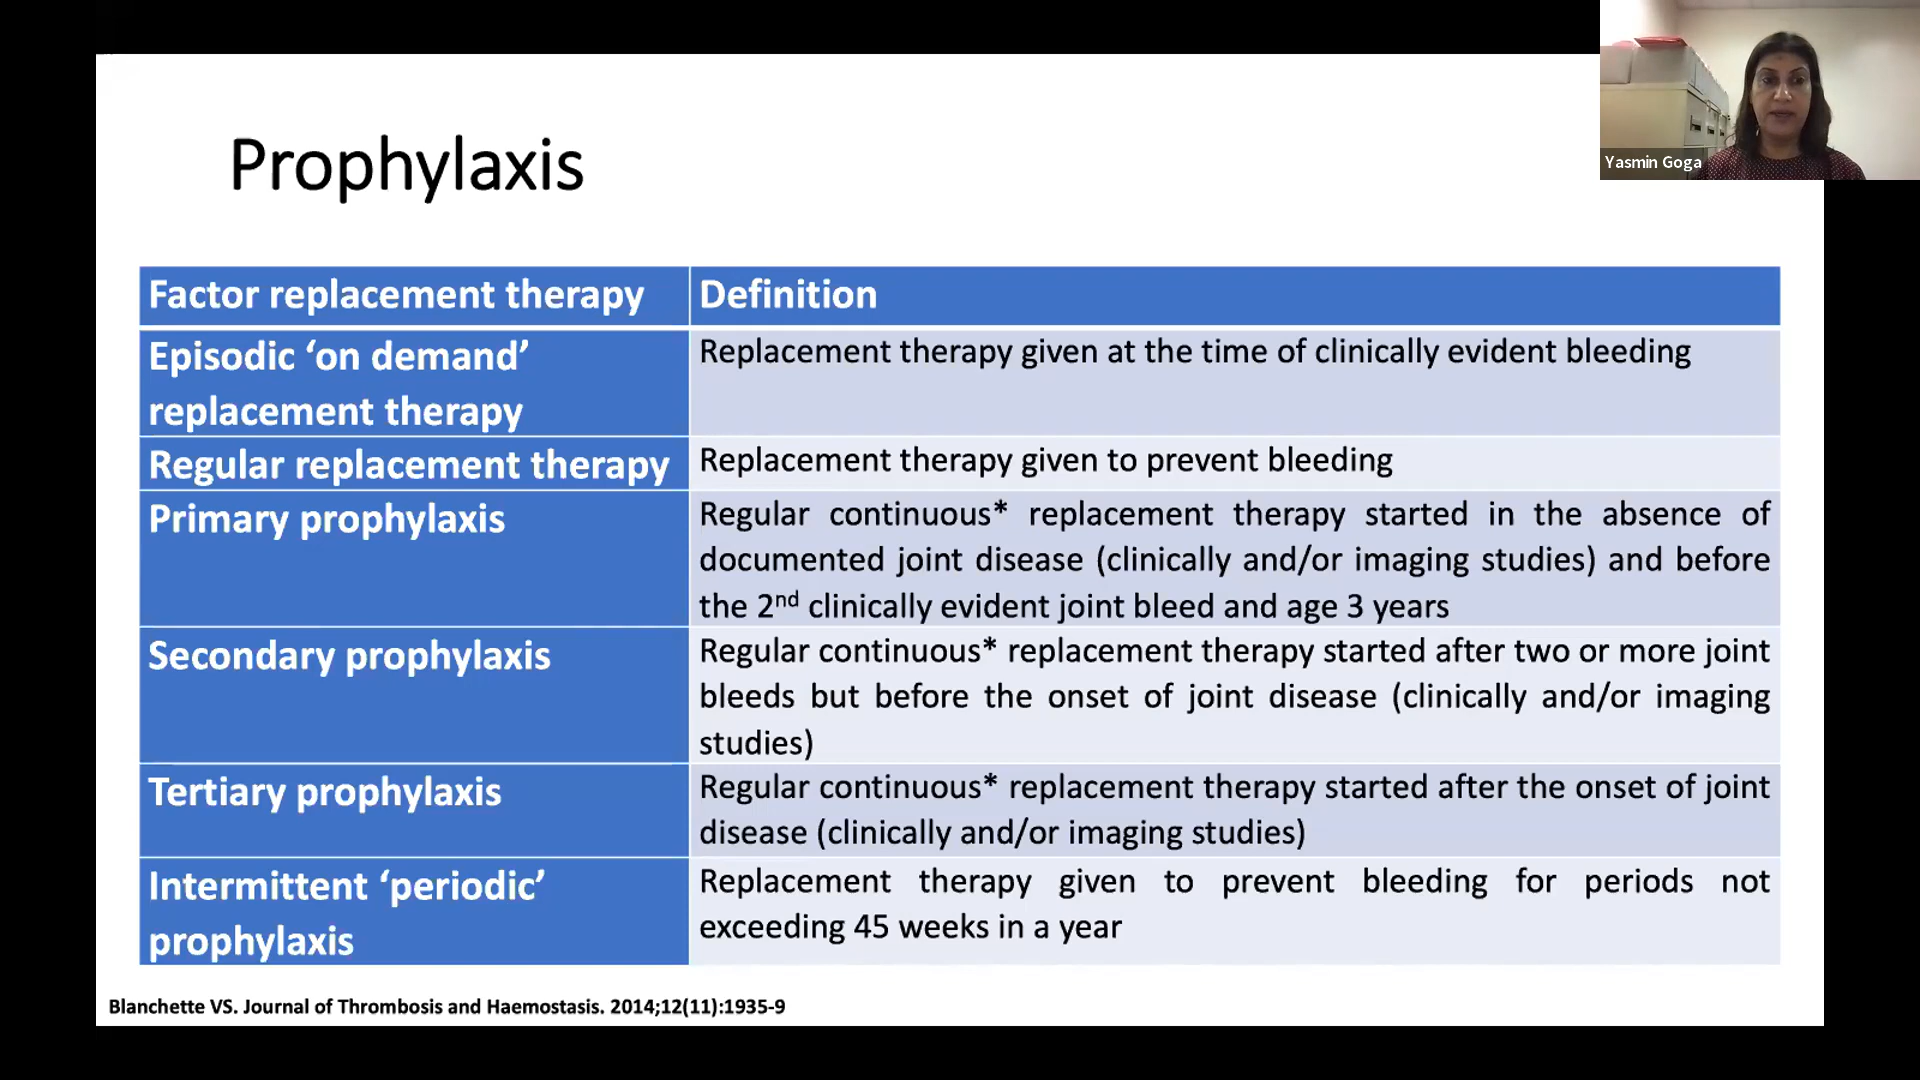 Yasmin Goga
Prophylaxis
Factor replacement therapy
Definition
Episodic ‘on demand’
replacement therapy
Replacement therapy given at the time of clinically evident bleeding
Regular replacement therapy
Replacement therapy given to prevent bleeding
Primary prophylaxis
Regular continuous* replacement therapy started in the absence of
documented joint disease (clinically and/or imaging studies) and before
the 2nd clinically evident joint bleed and age 3 years
Secondary prophylaxis
Regular continuous* replacement therapy started after two or more joint
bleeds but before the onset of joint disease (clinically and/or imaging
studies)
Tertiary prophylaxis
Regular continuous* replacement therapy started after the onset of joint
disease (clinically and/or imaging studies)
Intermittent ‘periodic’
prophylaxis
Replacement therapy given to prevent bleeding for periods not
exceeding 45 weeks in a year
Blanchette VS. Journal of Thrombosis and Haemostasis. 2014;12(11):1935-9